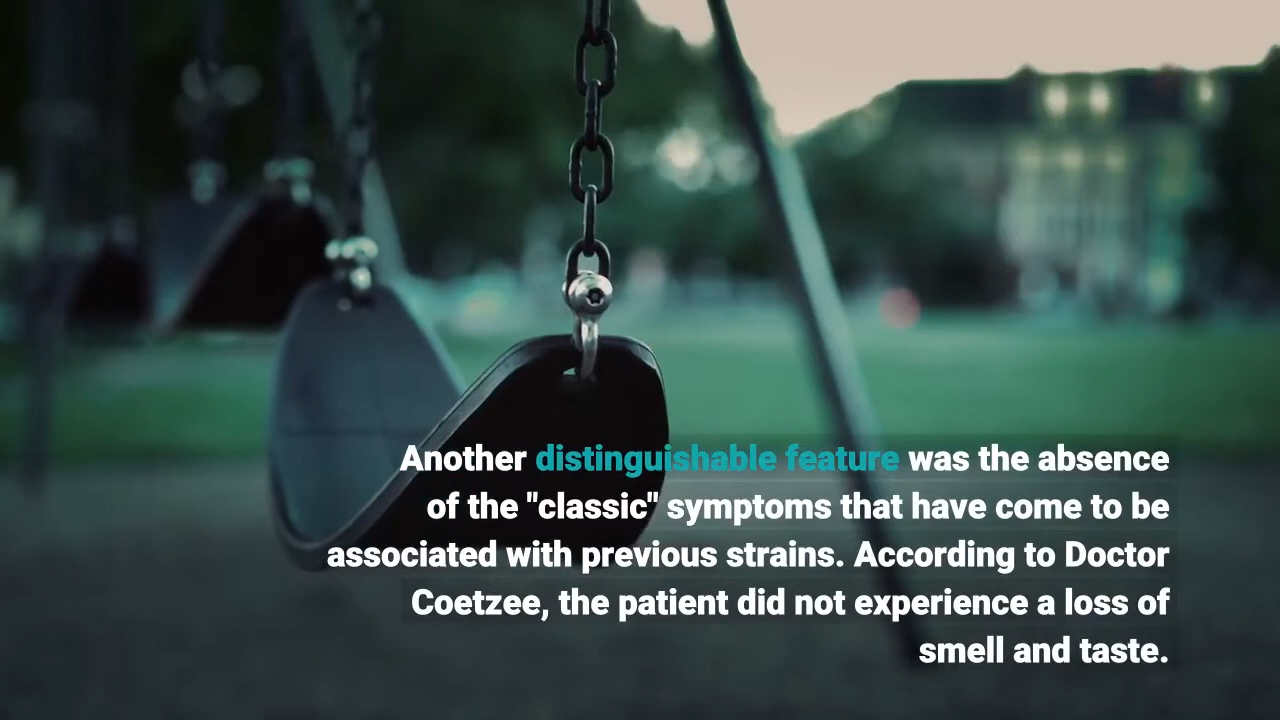 Another distinguishable feature was the absence
of the "classic" symptoms that have come to be
associated with previous strains. According to Doctor
Coetzee, the patient did not experience a loss of
smell and taste.